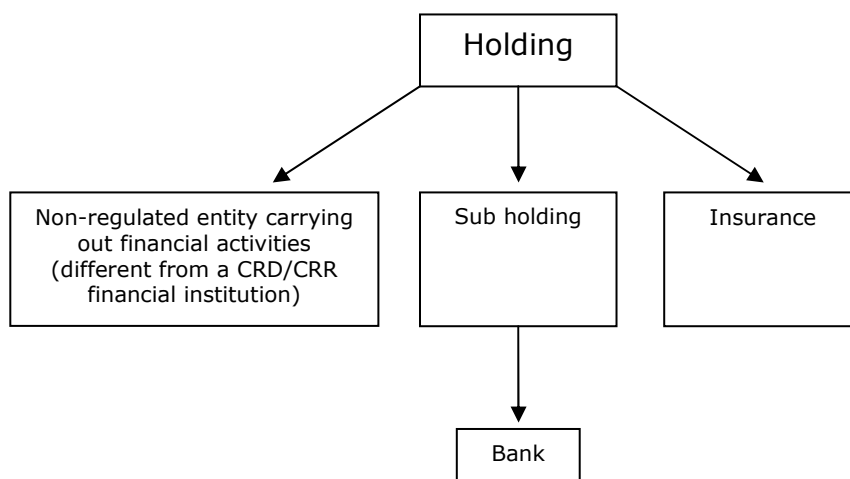 Holding
Non-regulated entity carrying
out financial activities
(different from a CRD/CRR
financial institution)
Sub holding
Insurance
Bank